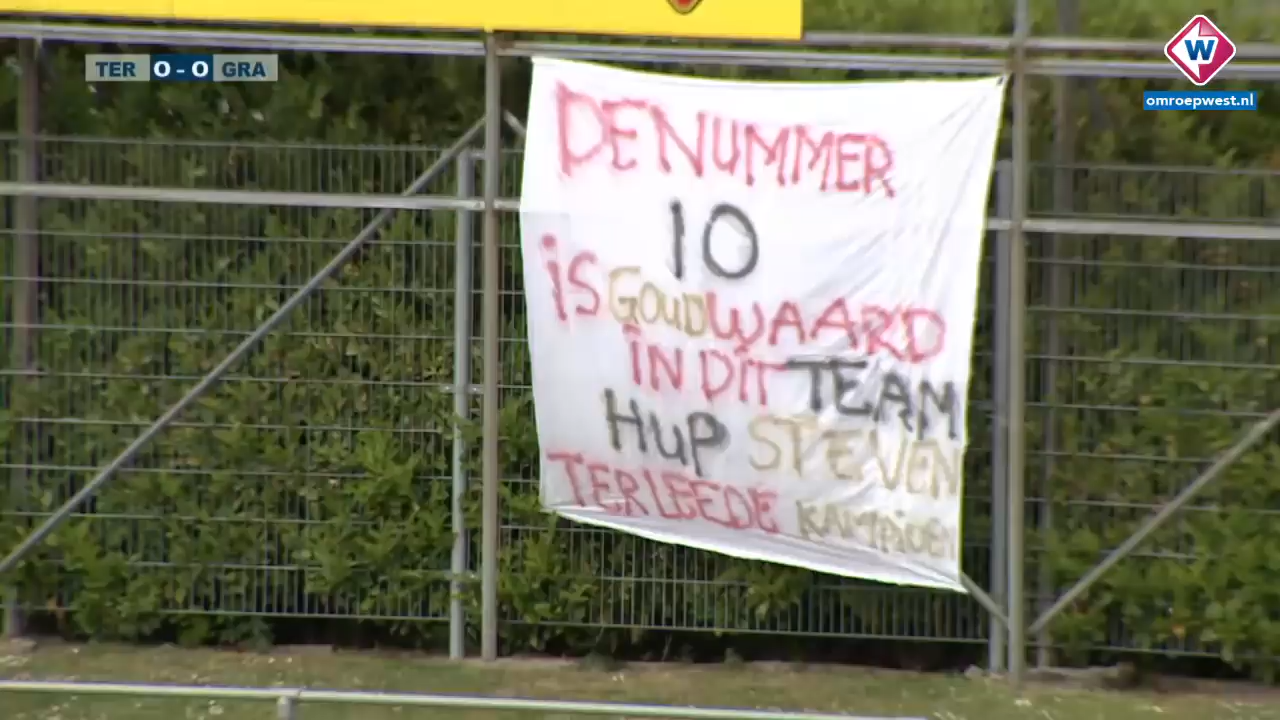 TER 0-0 GRA
W
omroepwest.nl
DE NUMMER
10
is GOUDWAARD
IN DIT TEAM
HUP STEVEN
TERLEEDE KAMPiOEN